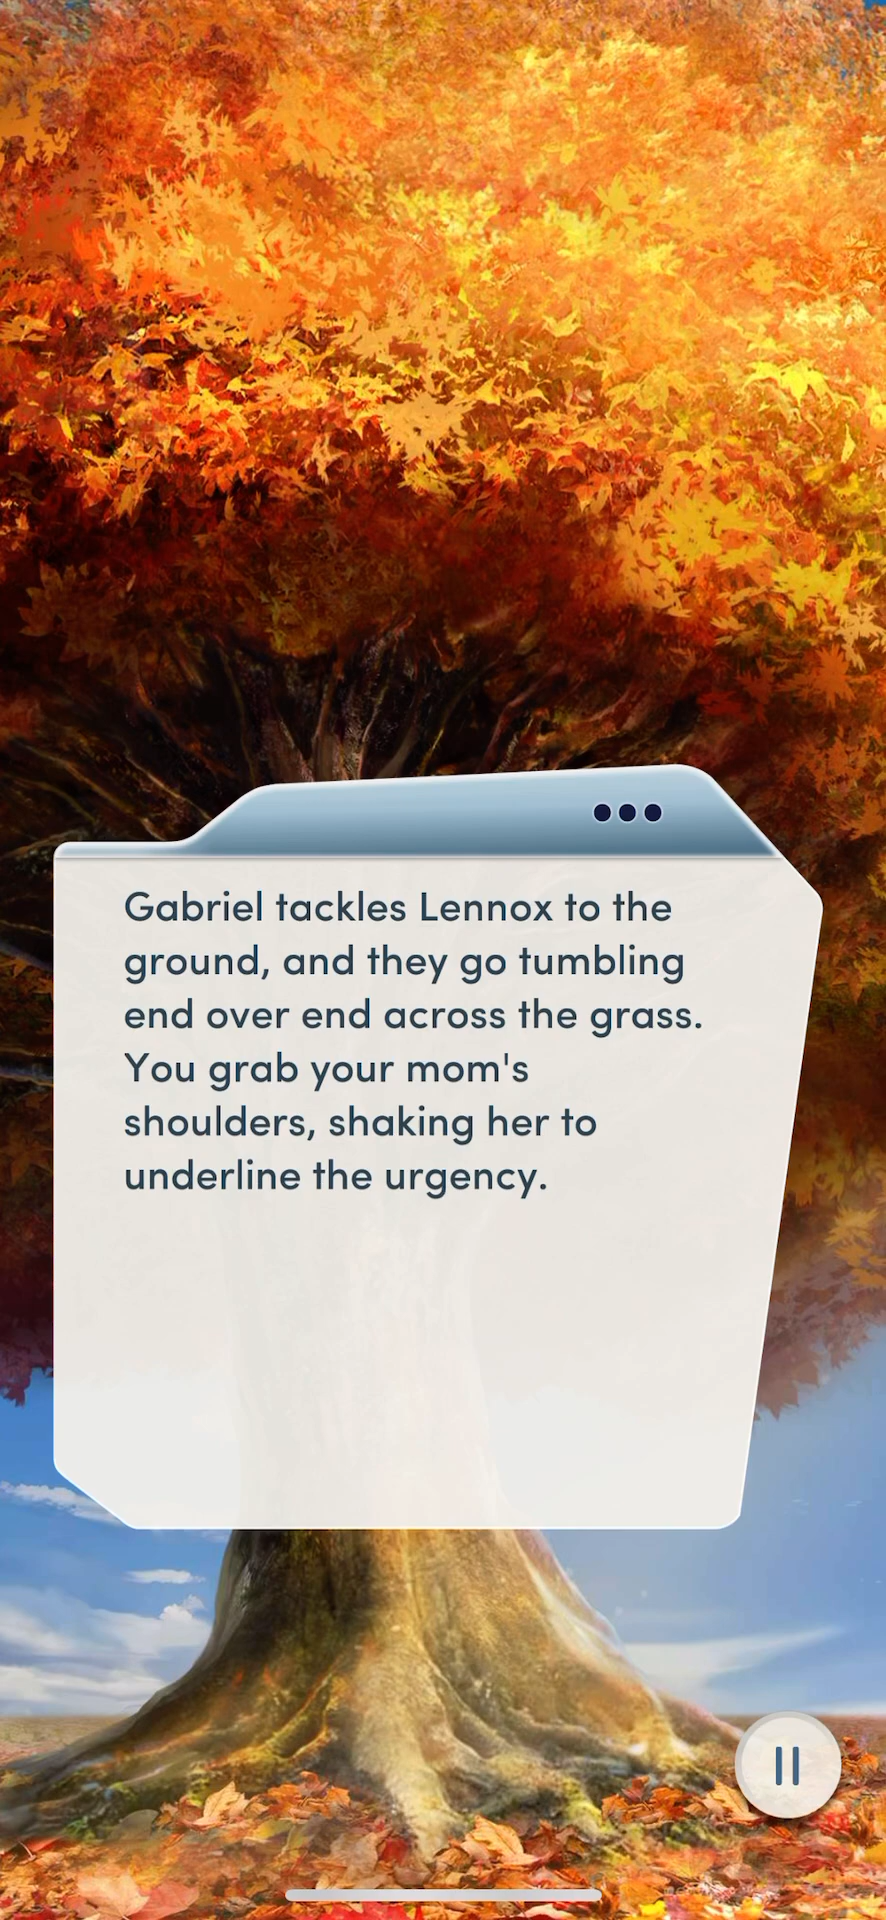 Gabriel tackles Lennox to the
ground, and they go tumbling
end over end across the grass.
You grab your mom's
shoulders, shaking her to
underline the urgency.